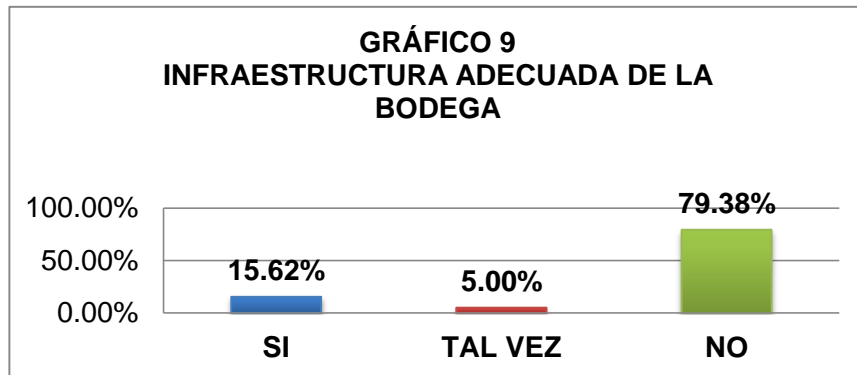 GRÁFICO 9
INFRAESTRUCTURA ADECUADA DE LA
BODEGA
100.00%
50.00%
0.00%
15.62%
5.00%
79.38%
SI
TAL VEZ
NO